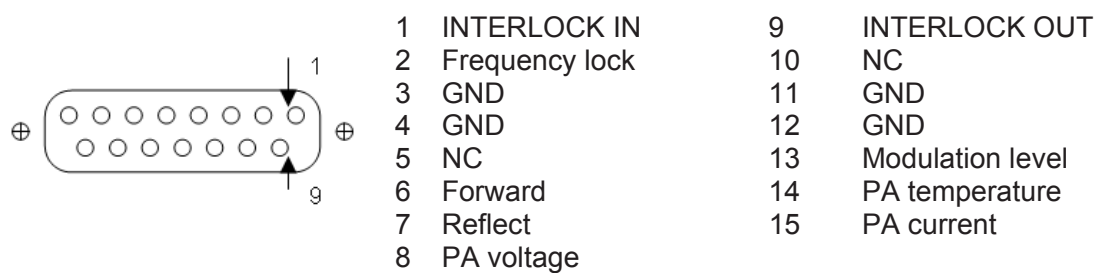 1
9
1 INTERLOCK IN
2 Frequency lock
3 GND
4 GND
5 NC
6 Forward
7 Reflect
8 PA voltage
9 INTERLOCK OUT
10 NC
11 GND
12 GND
13 Modulation level
14 PA temperature
15 PA current